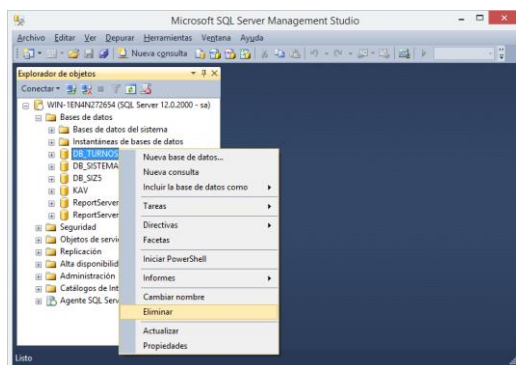 Microsoft SQL Server Management Studio
Archivo Editar Ver Depurar Herramientas Ventana Ayuda
Nueva consulta
Explorador de objetos
Conectar
WIN-1EN4N272654 (SQL Server 12.0.2000 - sa)
Bases de datos
Bases de datos del sistema
Instantáneas de bases de datos
DB_TURNOS
DB_SISTEMA
DB_SIZ5
KAV
ReportServer
ReportServer
Seguridad
Objetos de servi
Replicación
Alta disponibilid
Administración
Catálogos de Int
Agente SQL Serv
Nueva base de datos...
Nueva consulta
Incluir la base de datos como
Tareas
Directivas
Facetas
Iniciar PowerShell
Informes
Cambiar nombre
Eliminar
Actualizar
Propiedades
Listo